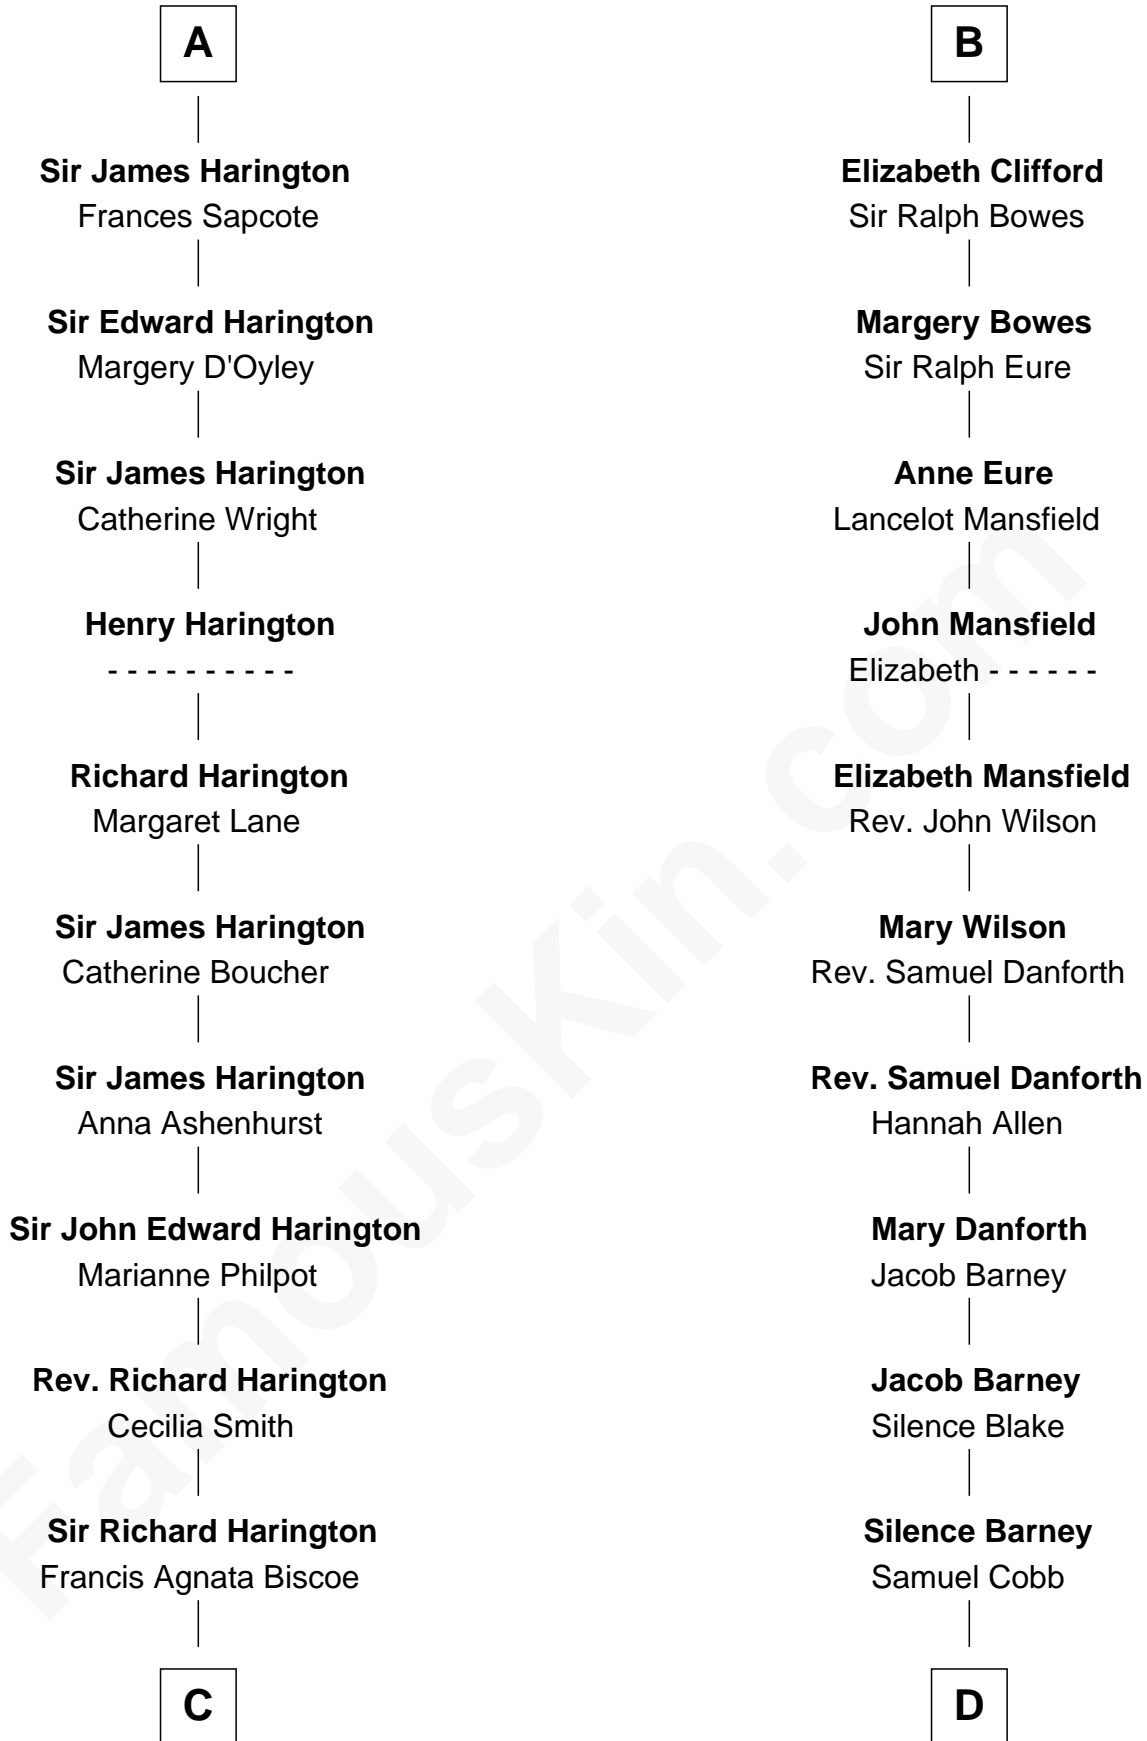 A
Sir James Harington
Frances Sapcote
Sir Edward Harington
Margery D'Oyley
Sir James Harington
Catherine Wright
Henry Harington
- - - - - - - - - -
Richard Harington
Margaret Lane
Sir James Harington
Catherine Boucher
Sir James Harington
Anna Ashenhurst
Sir John Edward Harington
Marianne Philpot
Rev. Richard Harington
Cecilia Smith
Sir Richard Harington
Francis Agnata Biscoe
C
B
Elizabeth Clifford
Sir Ralph Bowes
Margery Bowes
Sir Ralph Eure
Anne Eure
Lancelot Mansfield
John Mansfield
Elizabeth - - - - - -
Elizabeth Mansfield
Rev. John Wilson
Mary Wilson
Rev. Samuel Danforth
Rev. Samuel Danforth
Hannah Allen
Mary Danforth
Jacob Barney
Jacob Barney
Silence Blake
Silence Barney
Samuel Cobb
D
FamousKin.com